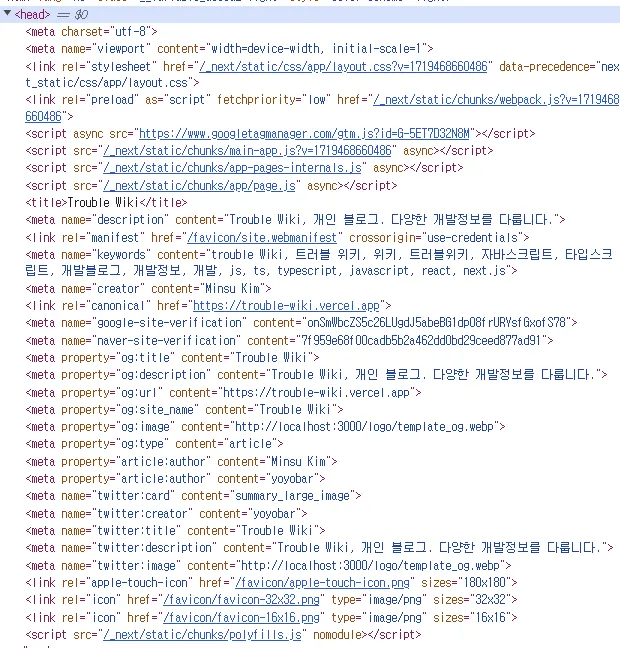 <head> == $0
<meta charset="utf-8">
<meta name="viewport" content="width=device-width, initial-scale=1">
<link rel="stylesheet" href="/_next/static/css/app/layout.css?v=1719468660486" data-precedence="nex
t_static/css/app/layout.css">
<link rel="preload" as="script" fetchpriority="low" href="/_next/static/chunks/webpack.js?v=1719468
660486">
<script async src="https://www.googletagmanager.com/gtm.js?id=G-5ET7D32N8M"></script>
<script src="/_next/static/chunks/main-app.js?v=1719468660486" async></script>
<script src="/_next/static/chunks/app-pages-internals.js" async></script>
<script src="/_next/static/chunks/app/page.js" async></script>
<title>Trouble Wiki</title>
<meta name="description" content="Trouble Wiki, 개인 블로그. 다양한 개발정보를 다룹니다.">
<link rel="manifest" href="/favicon/site.webmanifest" crossorigin="use-credentials">
<meta name="keywords" content="trouble Wiki, 트러블 위키, 위키, 트러블위키, 자바스크립트, 타입스크
립트, 개발블로그, 개발정보, 개발, js, ts, typescript, javascript, react, next.js">
<meta name="creator" content="Minsu Kim">
<link rel="canonical" href="https://trouble-wiki.vercel.app">
<meta name="google-site-verification" content="onSmWbcZS5c26LUgdJ5abeBG1dp08frURYsfGxofS78">
<meta name="naver-site-verification" content="7f959e68f00cadb5b2a462dd0bd29ceed877ad91">
<meta property="og:title" content="Trouble Wiki">
<meta property="og:description" content="Trouble Wiki, 개인 블로그. 다양한 개발정보를 다룹니다.">
<meta property="og:url" content="https://trouble-wiki.vercel.app">
<meta property="og:site_name" content="Trouble Wiki">
<meta property="og:image" content="http://localhost:3000/logo/template_og.webp">
<meta property="og:type" content="article">
<meta property="article:author" content="Minsu Kim">
<meta property="article:author" content="yoyobar">
<meta name="twitter:card" content="summary_large_image">
<meta name="twitter:creator" content="yoyobar">
<meta name="twitter:title" content="Trouble Wiki">
<meta name="twitter:description" content="Trouble Wiki, 개인 블로그. 다양한 개발정보를 다룹니다.">
<meta name="twitter:image" content="http://localhost:3000/logo/template_og.webp">
<link rel="apple-touch-icon" href="/favicon/apple-touch-icon.png" sizes="180x180">
<link rel="icon" href="/favicon/favicon-32x32.png" type="image/png" sizes="32x32">
<link rel="icon" href="/favicon/favicon-16x16.png" type="image/png" sizes="16x16">
<script src="/_next/static/chunks/polyfills.js" nomodule></script>